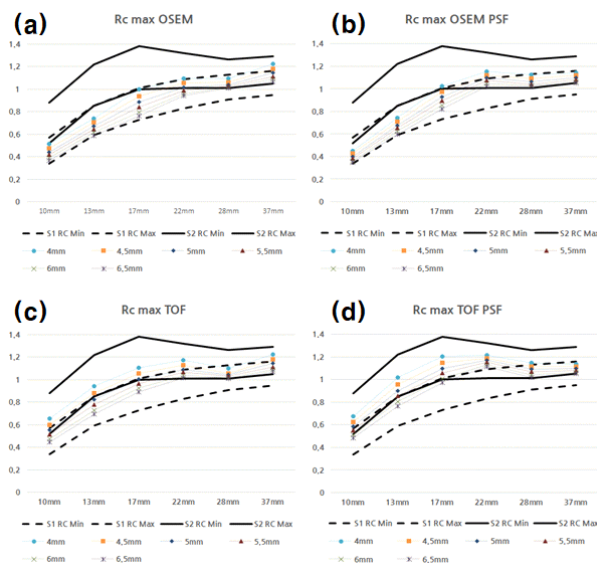 (a) Rc max OSEM
1,4
1,2
1
0,8
0,6
0,4
0,2
0
10mm 13mm 17mm 22mm 28mm 37mm
S1 RC Min S1 RC Max S2 RC Min S2 RC Max
4mm 4,5mm 5mm 5,5mm
6mm 6,5mm
(b) Rc max OSEM PSF
1,4
1,2
1
0,8
0,6
0,4
0,2
0
10mm 13mm 17mm 22mm 28mm 37mm
S1 RC Min S1 RC Max S2 RC Min S2 RC Max
4mm 4,5mm 5mm 5,5mm
6mm 6,5mm
(c) Rc max TOF
1,4
1,2
1
0,8
0,6
0,4
0,2
0
10mm 13mm 17mm 22mm 28mm 37mm
S1 RC Min S1 RC Max S2 RC Min S2 RC Max
4mm 4,5mm 5mm 5,5mm
6mm 6,5mm
(d) Rc max TOF PSF
1,4
1,2
1
0,8
0,6
0,4
0,2
0
10mm 13mm 17mm 22mm 28mm 37mm
S1 RC Min S1 RC Max S2 RC Min S2 RC Max
4mm 4,5mm 5mm 5,5mm
6mm 6,5mm